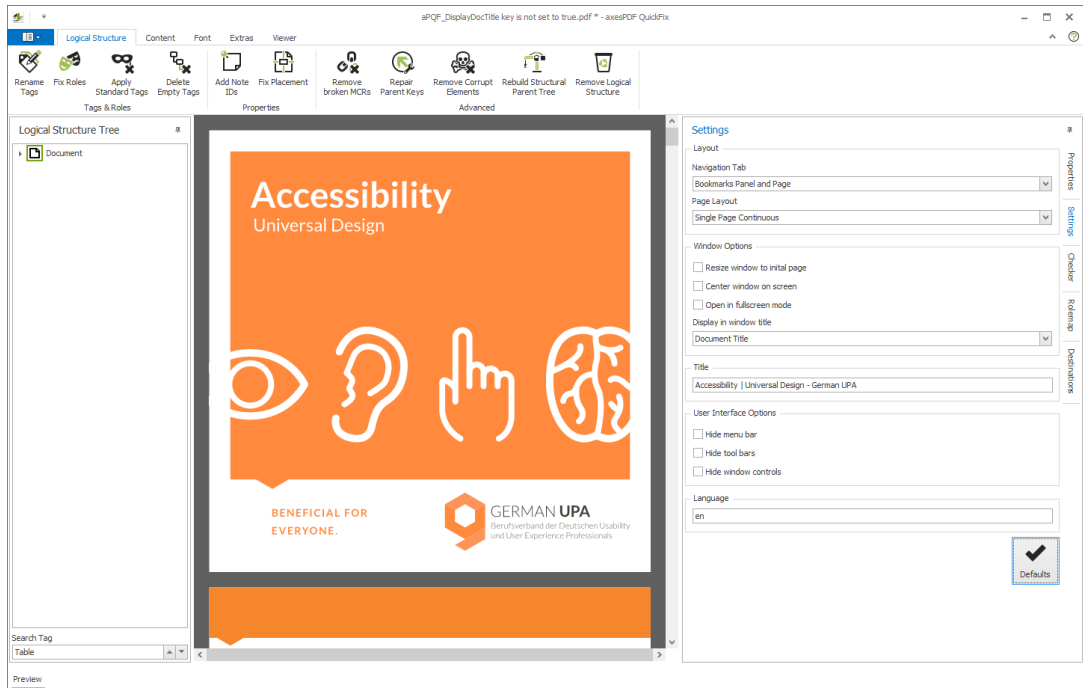 aPQF_DisplayDocTitle key is not set to true.pdf * - axesPDF QuickFix
Logical Structure Content Font Extras Viewer
Rename Tags
Fix Roles
Apply Standard Tags
Delete Empty Tags
Add Note IDs
Fix Placement
Remove broken MCRs
Repair Parent Keys
Remove Corrupt Elements
Rebuild Structural Parent Tree
Remove Logical Structure
Tags & Roles
Properties
Advanced
Logical Structure Tree
Document
Search Tag
Table
Preview
Accessibility
Universal Design
BENEFICIAL FOR
EVERYONE.
GERMAN UPA
Berufsverband der Deutschen Usability
und User Experience Professionals
Settings
Layout
Navigation Tab
Bookmarks Panel and Page
Page Layout
Single Page Continuous
Window Options
Resize window to inital page
Center window on screen
Open in fullscreen mode
Display in window title
Document Title
Title
Accessibility | Universal Design - German UPA
User Interface Options
Hide menu bar
Hide tool bars
Hide window controls
Language
en
Defaults
Properties
Settings
Checker
Rolemap
Destinations